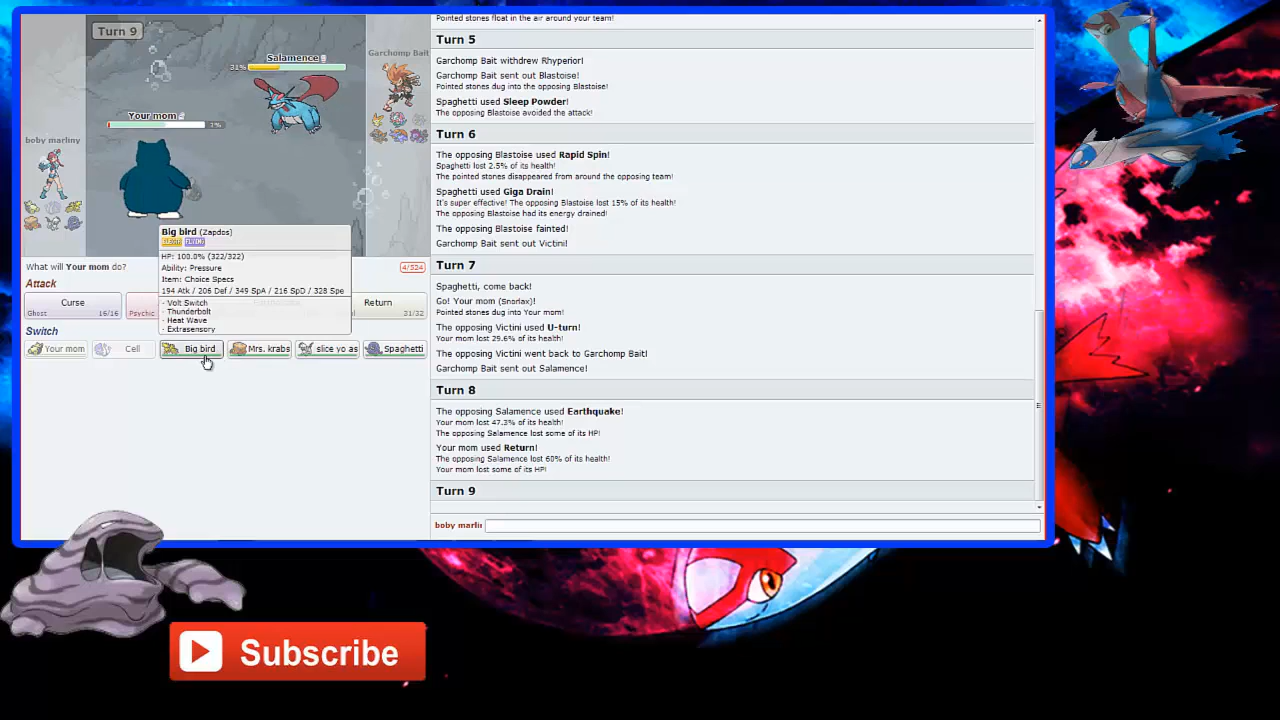 Turn 9
Salamence
31%
Garchomp Bait
Your mom
1%
boby marliny
Big bird (Zapdos)
HP: 100.0% (322/322)
Ability: Pressure
Item: Choice Specs
194 Atk / 206 Def / 349 SpA / 216 SpD / 328 Spe
- Volt Switch
- Thunderbolt
- Heat Wave
- Extrasensory
What will Your mom do?
4/524
Attack
Curse
Ghost 16/16
Psychic
Return
31/32
Switch
Your mom Cell Big bird Mrs. krabs slice yo as Spaghetti
Pointed stones float in the air around your team!
Turn 5
Garchomp Bait withdrew Rhyperior!
Garchomp Bait sent out Blastoise!
Pointed stones dug into the opposing Blastoise!
Spaghetti used Sleep Powder!
The opposing Blastoise avoided the attack!
Turn 6
The opposing Blastoise used Rapid Spin!
Spaghetti lost 2.5% of its health!
The pointed stones disappeared from around the opposing team!
Spaghetti used Giga Drain!
It's super effective! The opposing Blastoise lost 15% of its health!
The opposing Blastoise had its energy drained!
The opposing Blastoise fainted!
Garchomp Bait sent out Victini!
Turn 7
Spaghetti, come back!
Go! Your mom (Snorlax)!
Pointed stones dug into Your mom!
The opposing Victini used U-turn!
Your mom lost 29.6% of its health!
The opposing Victini went back to Garchomp Bait!
Garchomp Bait sent out Salamence!
Turn 8
The opposing Salamence used Earthquake!
Your mom lost 47.3% of its health!
The opposing Salamence lost some of its HP!
Your mom used Return!
The opposing Salamence lost 60% of its health!
Your mom lost some of its HP!
Turn 9
boby marlin
Subscribe